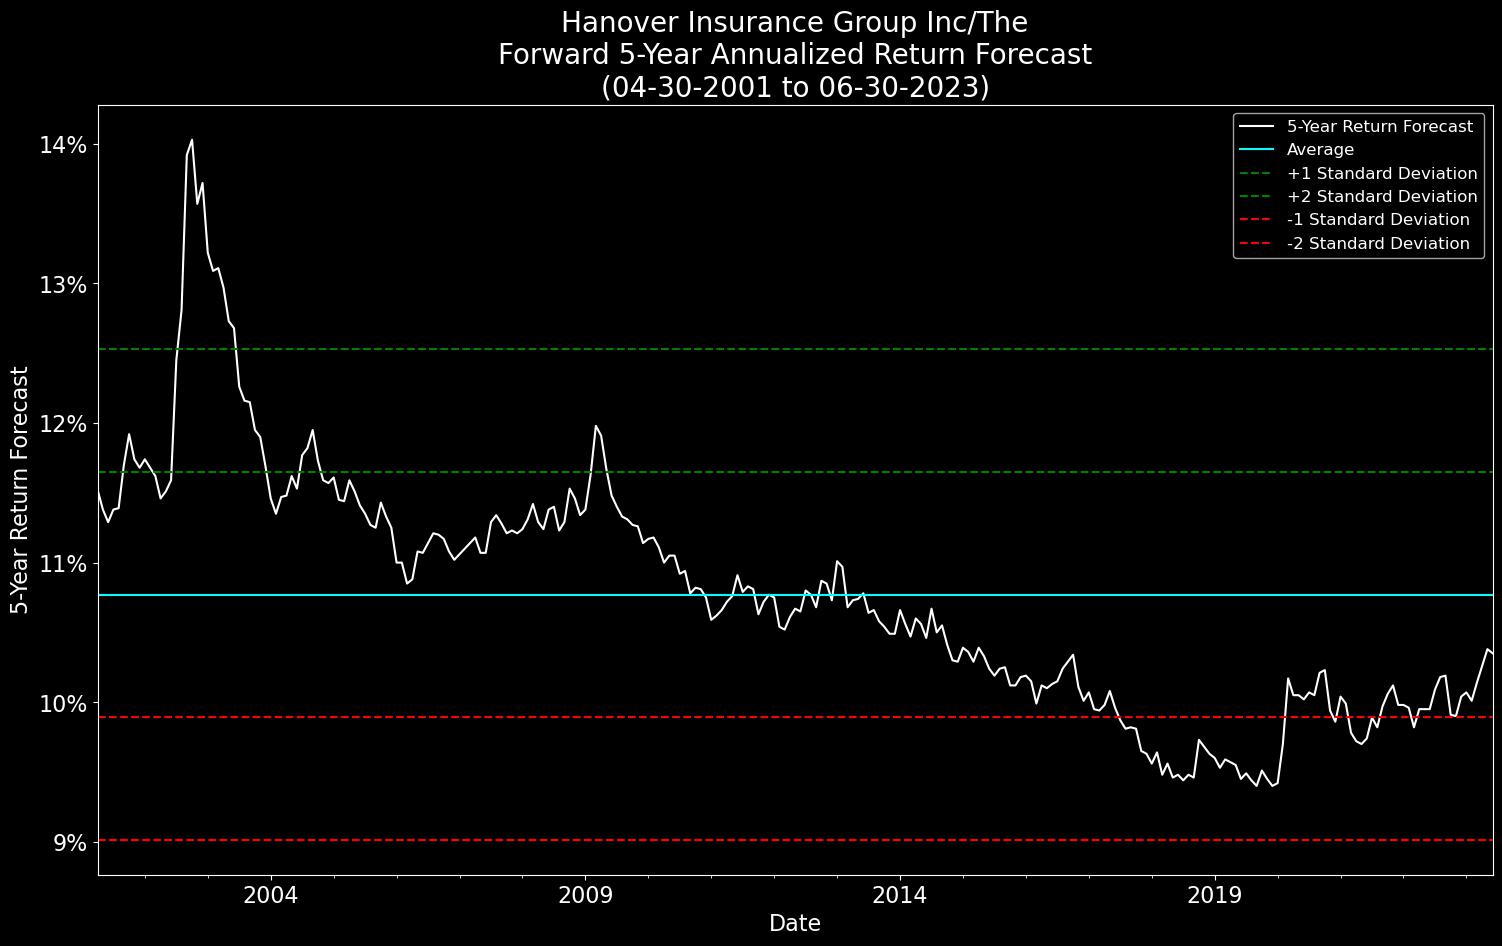 Hanover Insurance Group Inc/The
Forward 5-Year Annualized Return Forecast
(04-30-2001 to 06-30-2023)
5-Year Return Forecast
14%
13%
12%
11%
10%
9%
5-Year Return Forecast
Average
+1 Standard Deviation
+2 Standard Deviation
-1 Standard Deviation
-2 Standard Deviation
2004
2009
2014
2019
Date